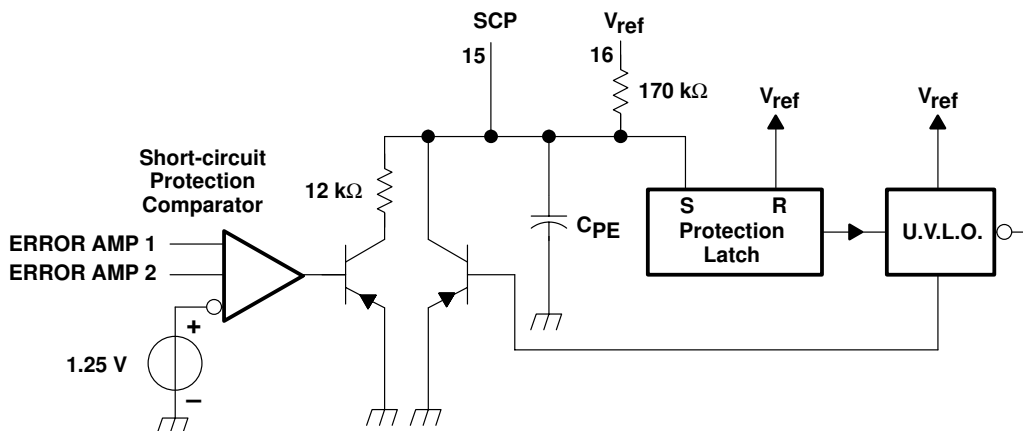 SCP
15
Vref
16
170 kΩ
Vref
Vref
Short-circuit
Protection
Comparator
12 kΩ
CPE
S
R
Protection
Latch
U.V.L.O.
ERROR AMP 1
ERROR AMP 2
+
1.25 V
−